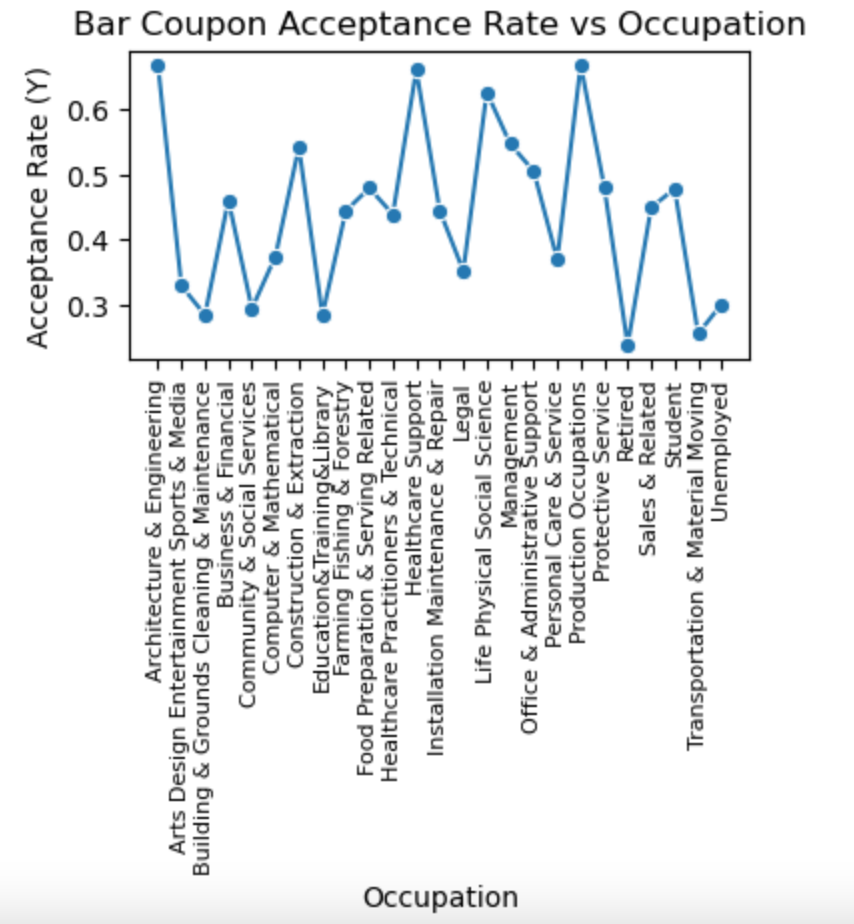 Bar Coupon Acceptance Rate vs Occupation
Acceptance Rate (Y)
0.6
0.5
0.4
0.3
Architecture & Engineering
Arts Design Entertainment Sports & Media
Building & Grounds Cleaning & Maintenance
Business & Financial
Community & Social Services
Computer & Mathematical
Construction & Extraction
Education&Training&Library
Farming Fishing & Forestry
Food Preparation & Serving Related
Healthcare Practitioners & Technical
Healthcare Support
Installation Maintenance & Repair
Legal
Life Physical Social Science
Management
Office & Administrative Support
Personal Care & Service
Production Occupations
Protective Service
Retired
Sales & Related
Student
Transportation & Material Moving
Unemployed
Occupation